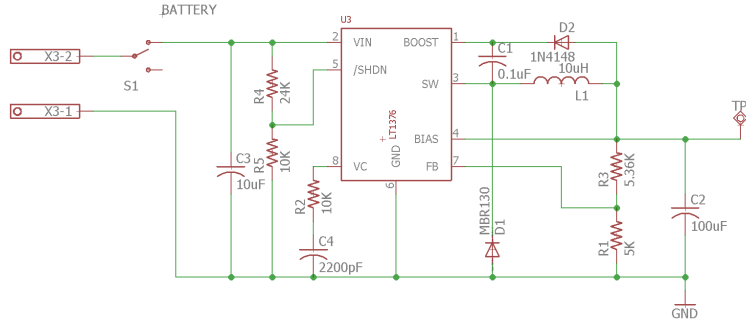 BATTERY
X3-2
S1
X3-1
U3
2 VIN
5 /SHDN
8 VC
BOOST 1
SW 3
BIAS 4
FB 7
GND
6
LT1376
R4
24K
R5
10K
C3
10uF
R2
10K
C4
2200pF
C1
0.1uF
D2
1N4148
10uH
L1
MBR130
D1
R3
5.36K
R1
5K
C2
100uF
TP
GND